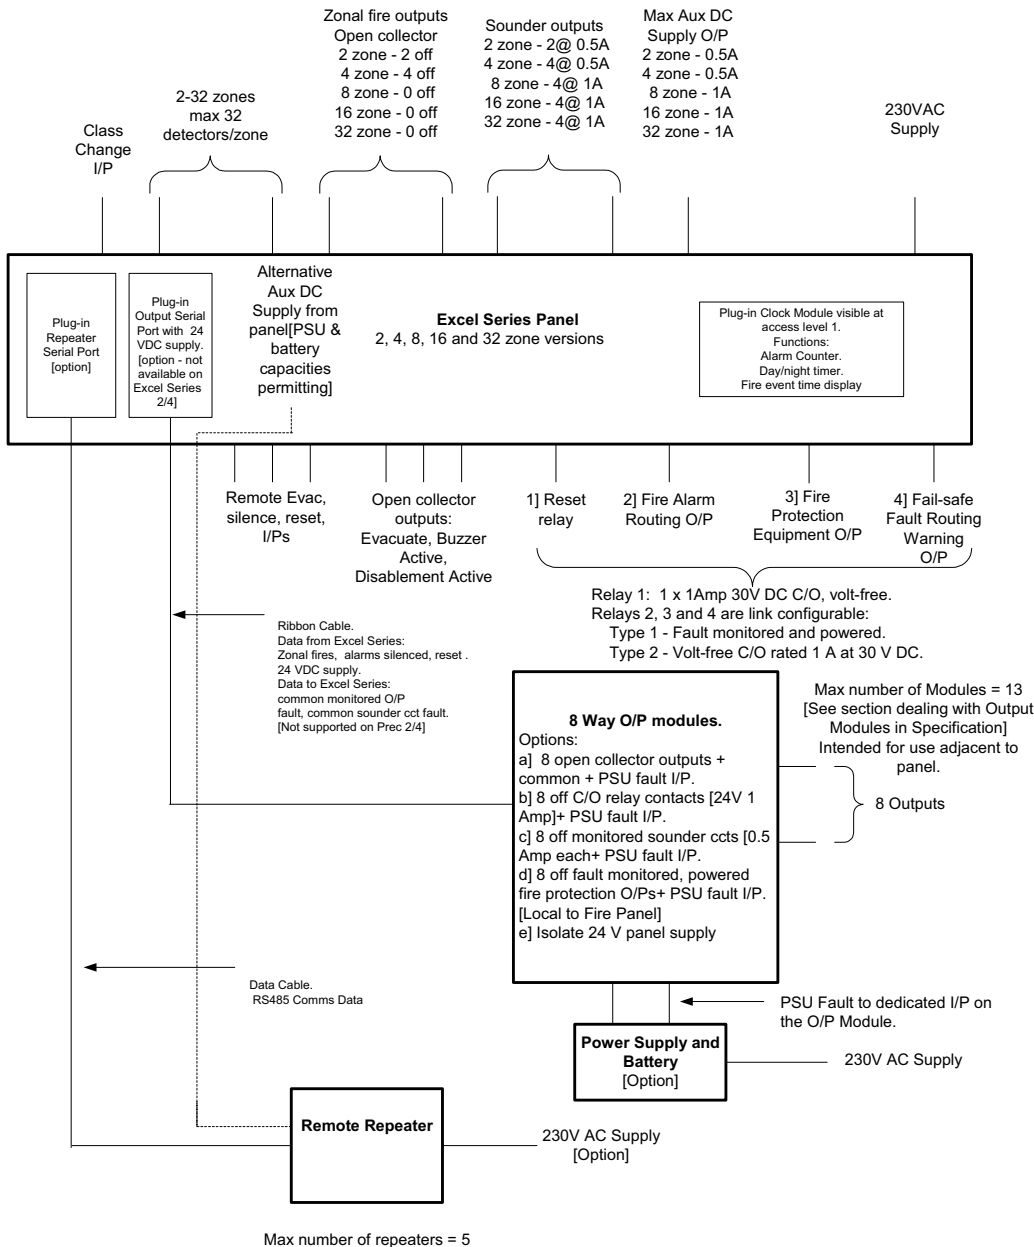 Zonal fire outputs
Open collector
2 zone - 2 off
4 zone - 4 off
8 zone - 0 off
16 zone - 0 off
32 zone - 0 off
Sounder outputs
2 zone - 2@ 0.5A
4 zone - 4@ 0.5A
8 zone - 4@ 1A
16 zone - 4@ 1A
32 zone - 4@ 1A
Max Aux DC
Supply O/P
2 zone - 0.5A
4 zone - 0.5A
8 zone - 1A
16 zone - 1A
32 zone - 1A
2-32 zones
max 32
detectors/zone
230VAC
Supply
Class
Change
I/P
Plug-in
Repeater
Serial Port
[option]
Plug-in
Output Serial
Port with 24
VDC supply.
[option - not
available on
Excel Series
2/4]
Alternative
Aux DC
Supply from
panel[PSU &
battery
capacities
permitting]
Excel Series Panel
2, 4, 8, 16 and 32 zone versions
Plug-in Clock Module visible at
access level 1.
Functions:
Alarm Counter.
Day/night timer.
Fire event time display
Remote Evac,
silence, reset,
I/Ps
Open collector
outputs:
Evacuate, Buzzer
Active,
Disablement Active
1] Reset
relay
2] Fire Alarm
Routing O/P
3] Fire
Protection
Equipment O/P
4] Fail-safe
Fault Routing
Warning
O/P
Relay 1: 1 x 1Amp 30V DC C/O, volt-free.
Relays 2, 3 and 4 are link configurable:
Type 1 - Fault monitored and powered.
Type 2 - Volt-free C/O rated 1 A at 30 V DC.
Ribbon Cable.
Data from Excel Series:
Zonal fires, alarms silenced, reset .
24 VDC supply.
Data to Excel Series:
common monitored O/P
fault, common sounder cct fault.
[Not supported on Prec 2/4]
8 Way O/P modules.
Options:
a] 8 open collector outputs +
common + PSU fault I/P.
b] 8 off C/O relay contacts [24V 1
Amp]+ PSU fault I/P.
c] 8 off monitored sounder ccts [0.5
Amp each+ PSU fault I/P.
d] 8 off fault monitored, powered
fire protection O/Ps+ PSU fault I/P.
[Local to Fire Panel]
e] Isolate 24 V panel supply
Max number of Modules = 13
[See section dealing with Output
Modules in Specification]
Intended for use adjacent to
panel.
8 Outputs
Data Cable.
RS485 Comms Data
PSU Fault to dedicated I/P on
the O/P Module.
Power Supply and
Battery
[Option]
230V AC Supply
Remote Repeater
230V AC Supply
[Option]
Max number of repeaters = 5